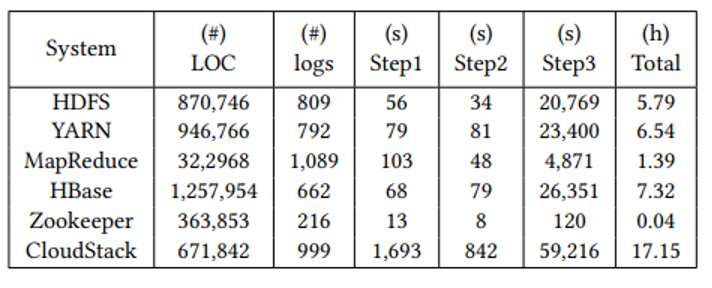 System (#) LOC (#) logs (s) Step1 (s) Step2 (s) Step3 (h) Total
HDFS 870,746 809 56 34 20,769 5.79
YARN 946,766 792 79 81 23,400 6.54
MapReduce 32,2968 1,089 103 48 4,871 1.39
HBase 1,257,954 662 68 79 26,351 7.32
Zookeeper 363,853 216 13 8 120 0.04
CloudStack 671,842 999 1,693 842 59,216 17.15